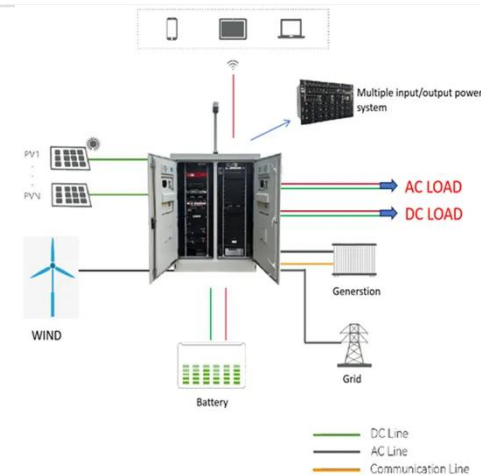 Multiple input/output power
system
PV1
PVN
AC LOAD
DC LOAD
WIND
Generstion
Grid
Battery
DC Line
AC Line
Communication Line